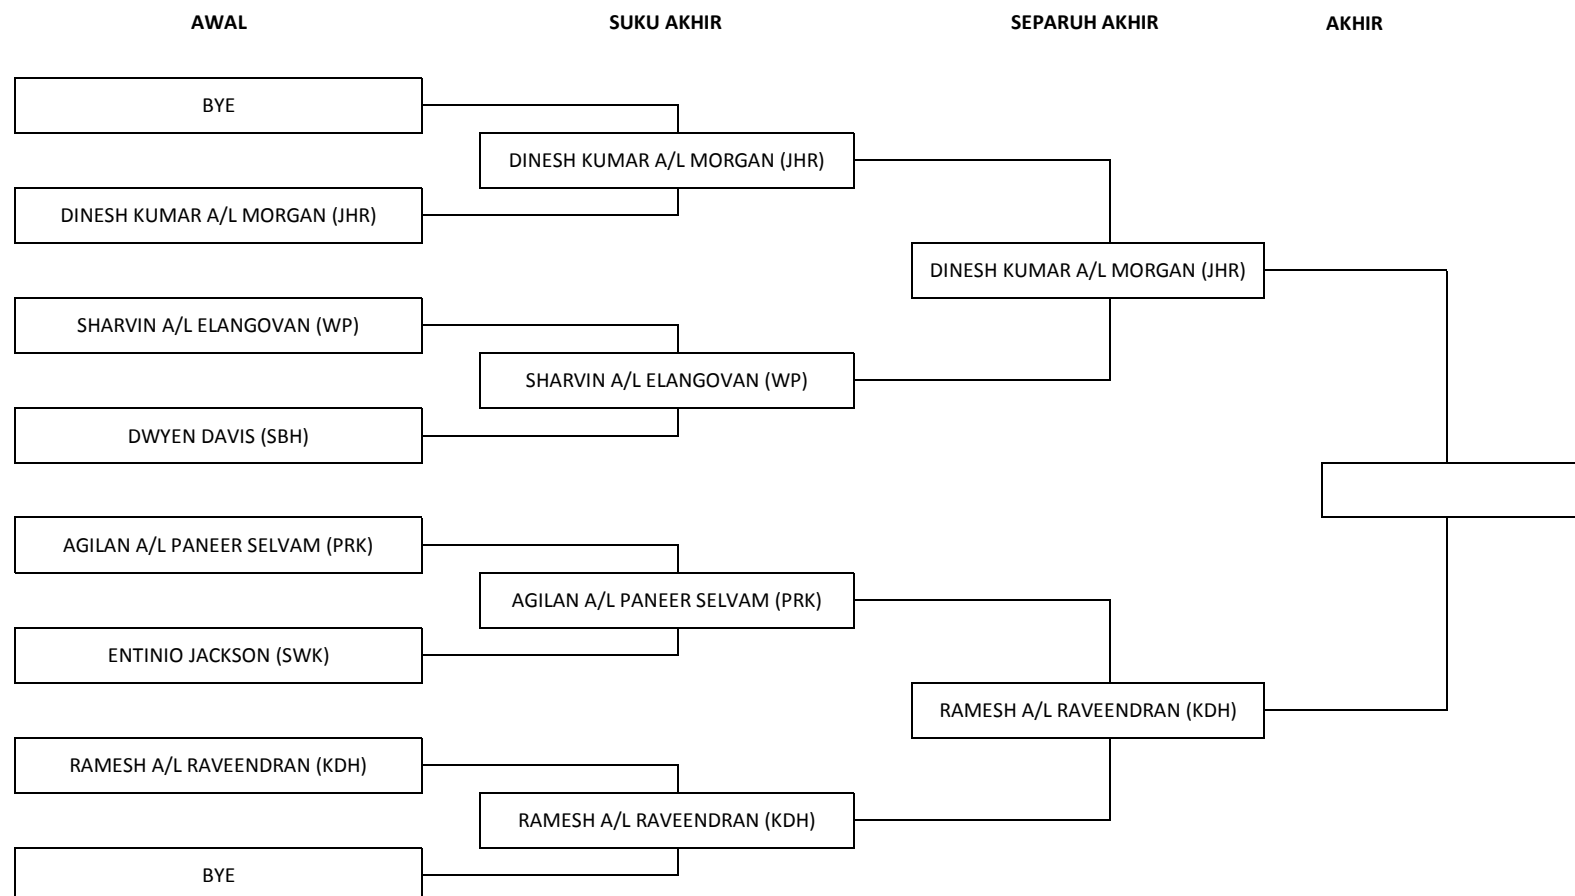 AWAL
SUKU AKHIR
SEPARUH AKHIR
AKHIR
BYE
DINESH KUMAR A/L MORGAN (JHR)
DINESH KUMAR A/L MORGAN (JHR)
DINESH KUMAR A/L MORGAN (JHR)
SHARVIN A/L ELANGOVAN (WP)
SHARVIN A/L ELANGOVAN (WP)
DWYEN DAVIS (SBH)
AGILAN A/L PANEER SELVAM (PRK)
AGILAN A/L PANEER SELVAM (PRK)
ENTINIO JACKSON (SWK)
RAMESH A/L RAVEENDRAN (KDH)
RAMESH A/L RAVEENDRAN (KDH)
RAMESH A/L RAVEENDRAN (KDH)
BYE